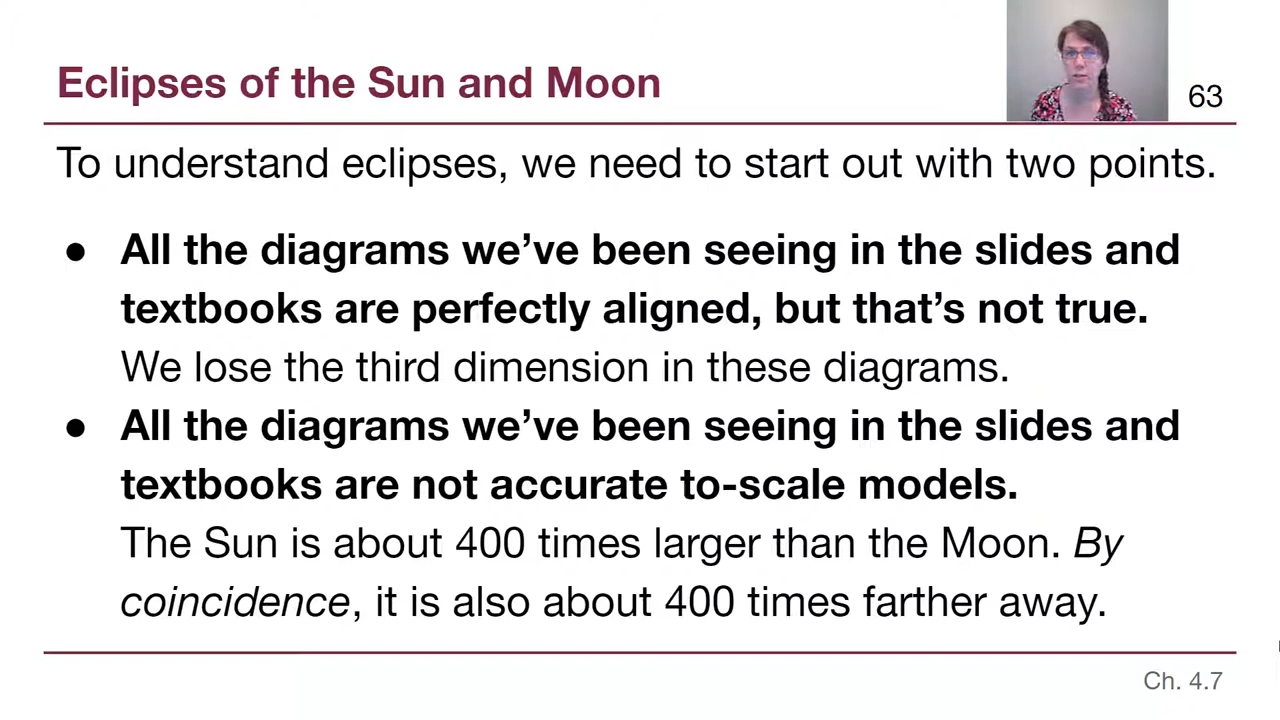 Eclipses of the Sun and Moon
63
To understand eclipses, we need to start out with two points.
● All the diagrams we’ve been seeing in the slides and
textbooks are perfectly aligned, but that’s not true.
We lose the third dimension in these diagrams.
● All the diagrams we’ve been seeing in the slides and
textbooks are not accurate to-scale models.
The Sun is about 400 times larger than the Moon. By
coincidence, it is also about 400 times farther away.
Ch. 4.7